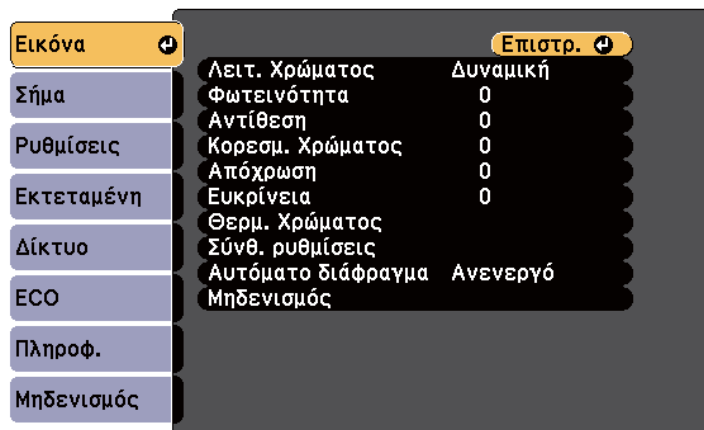 Εικόνα
Σήμα
Ρυθμίσεις
Εκτεταμένη
Δίκτυο
ECO
Πληροφ.
Μηδενισμός
Επιστρ.
Λειτ. Χρώματος Δυναμική
Φωτεινότητα 0
Αντίθεση 0
Κορεσμ. Χρώματος 0
Απόχρωση 0
Ευκρίνεια 0
Θερμ. Χρώματος
Σύνθ. ρυθμίσεις
Αυτόματο διάφραγμα Ανενεργό
Μηδενισμός